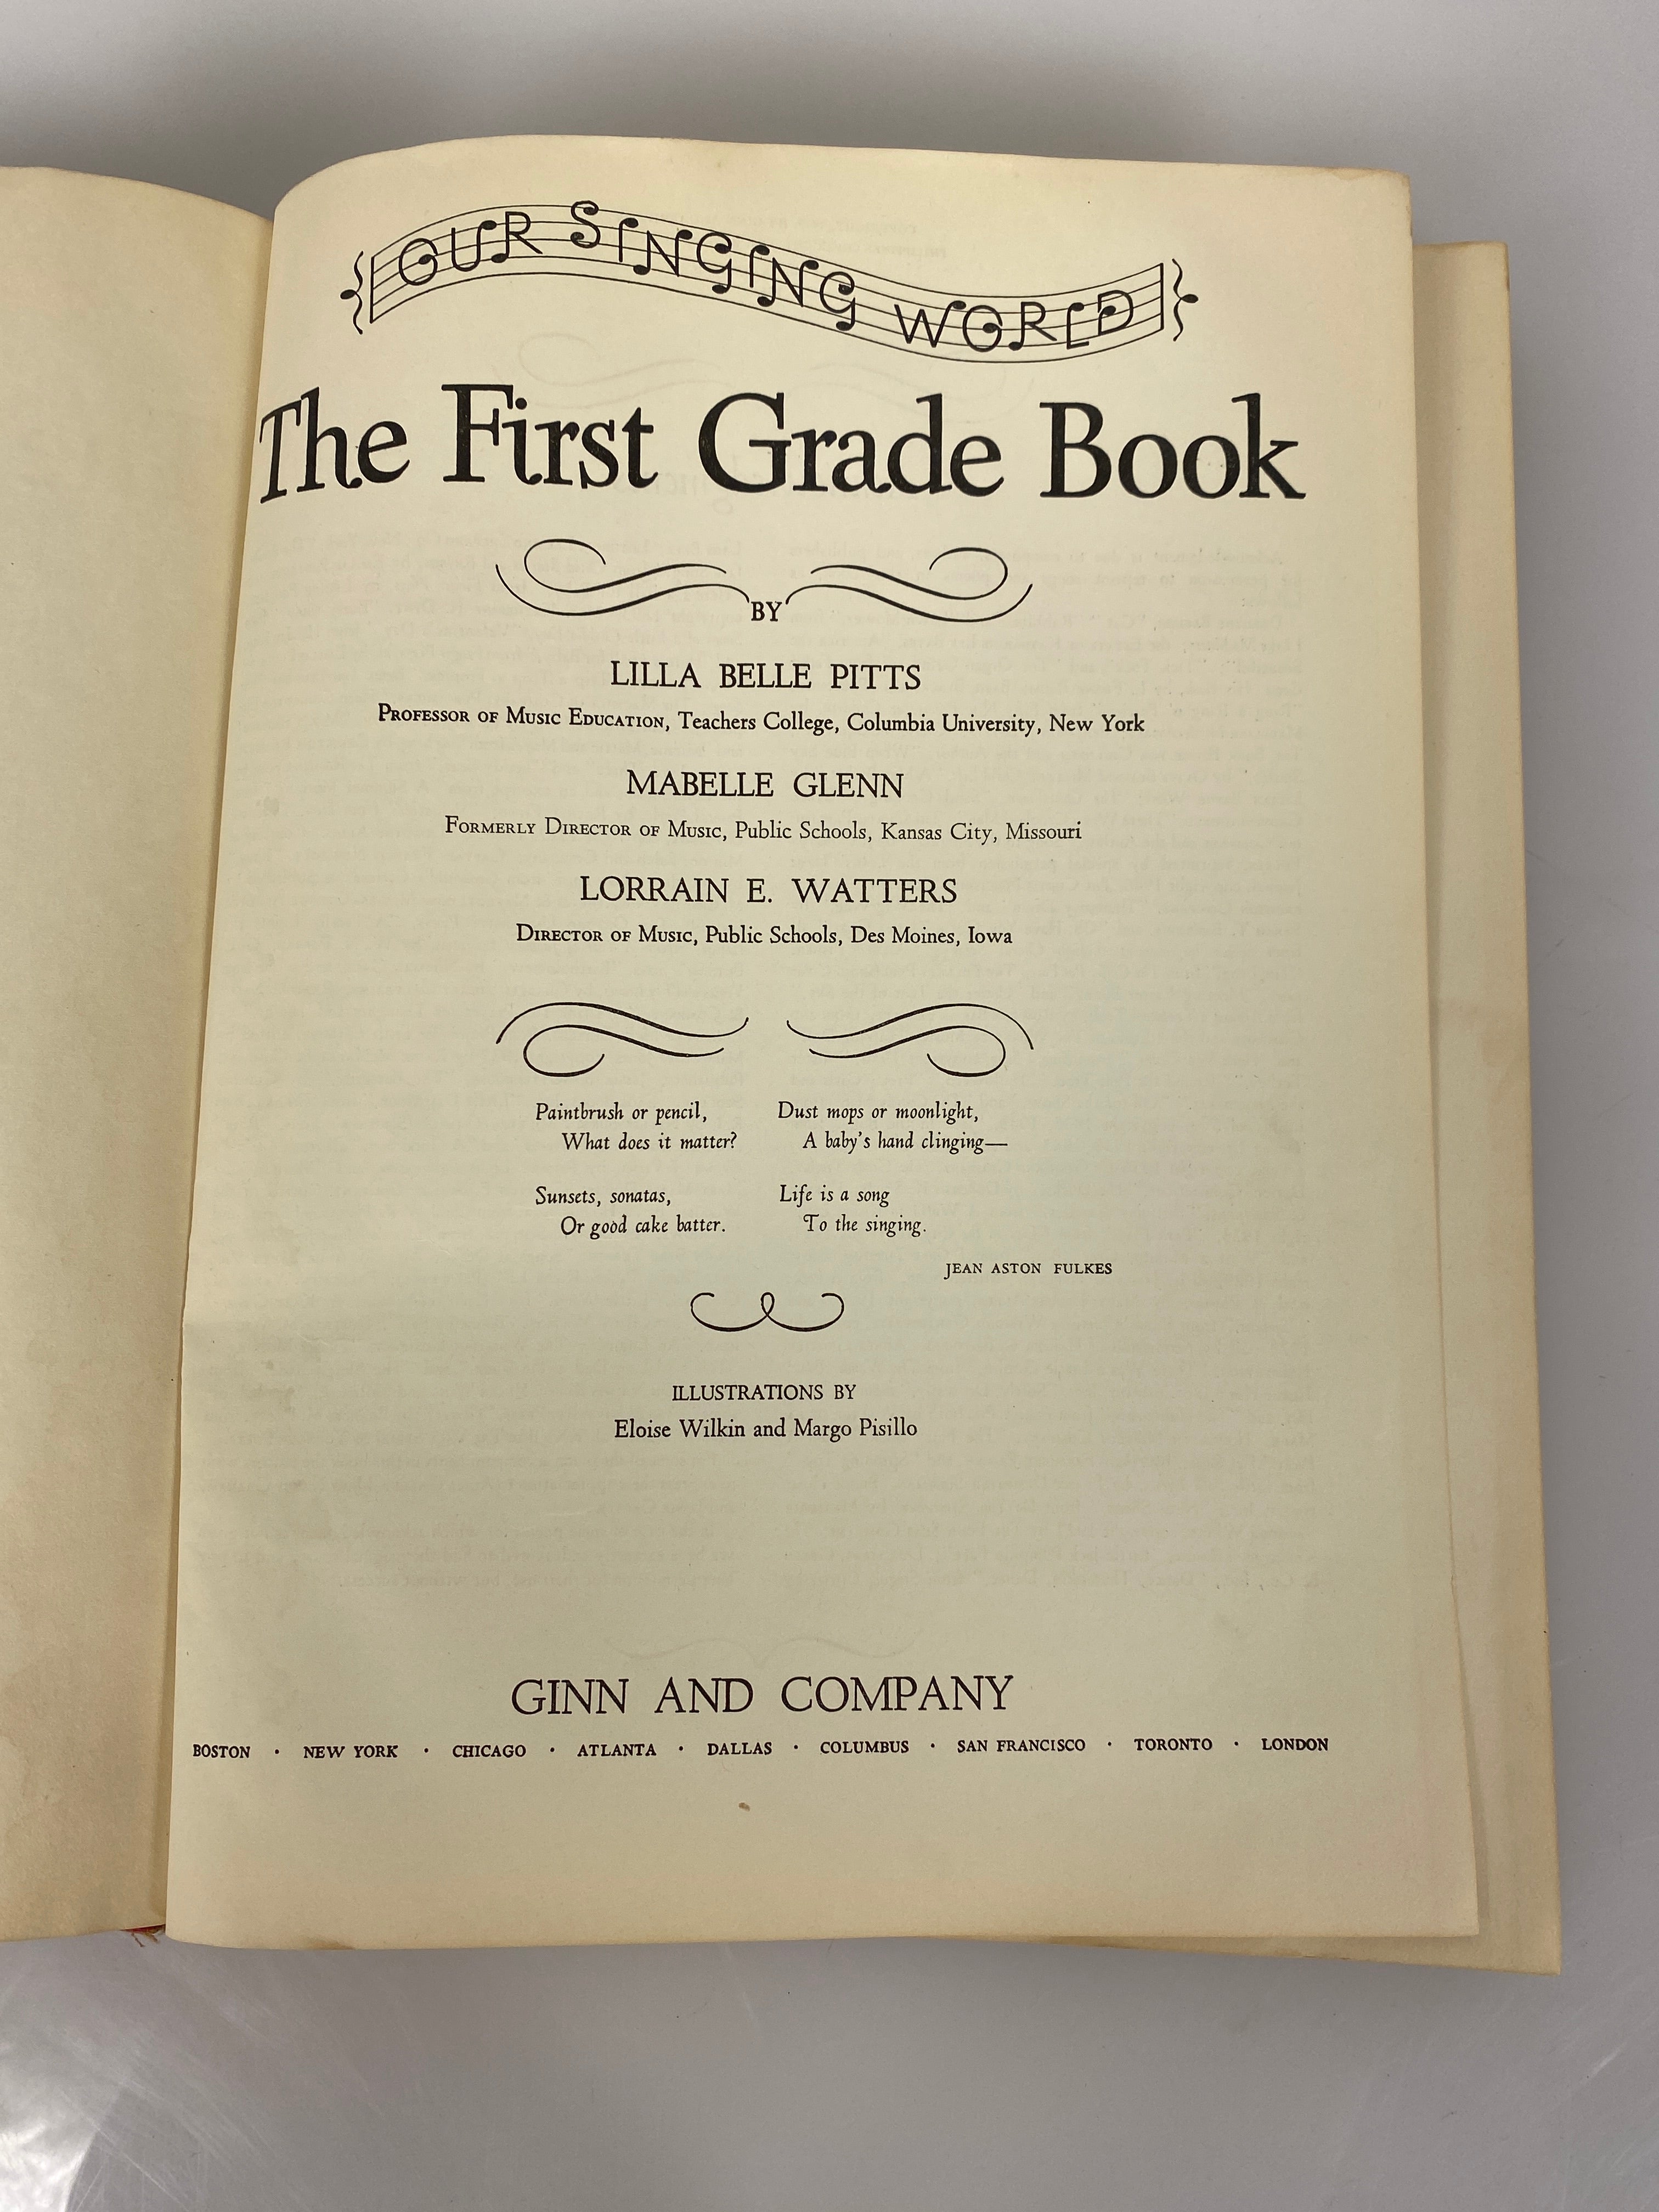 OUR SINGING WORLD
The First Grade Book
BY
LILLA BELLE PITTS
PROFESSOR OF MUSIC EDUCATION, Teachers College, Columbia University, New York
MABELLE GLENN
FORMERLY DIRECTOR OF MUSIC, Public Schools, Kansas City, Missouri
LORRAIN E. WATTERS
DIRECTOR OF MUSIC, Public Schools, Des Moines, Iowa
Paintbrush or pencil,
What does it matter?
Sunsets, sonatas,
Or good cake batter.
Dust mops or moonlight,
A baby's hand clinging—
Life is a song
To the singing.
JEAN ASTON FULKES
ILLUSTRATIONS BY
Eloise Wilkin and Margo Pisillo
GINN AND COMPANY
BOSTON · NEW YORK · CHICAGO · ATLANTA · DALLAS · COLUMBUS · SAN FRANCISCO · TORONTO · LONDON